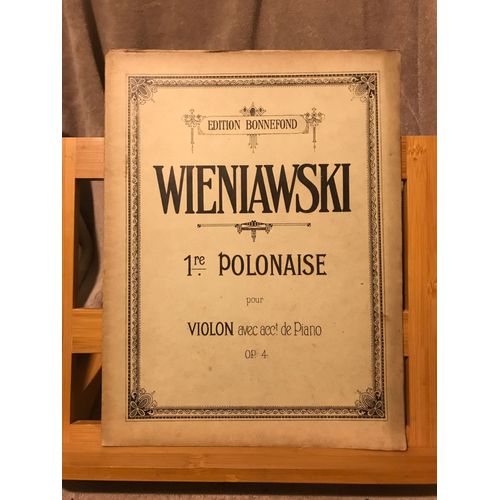 EDITION BONNEFOND
WIENIAWSKI
1re. POLONAISE
pour
VIOLON avec acct. de Piano
OP. 4